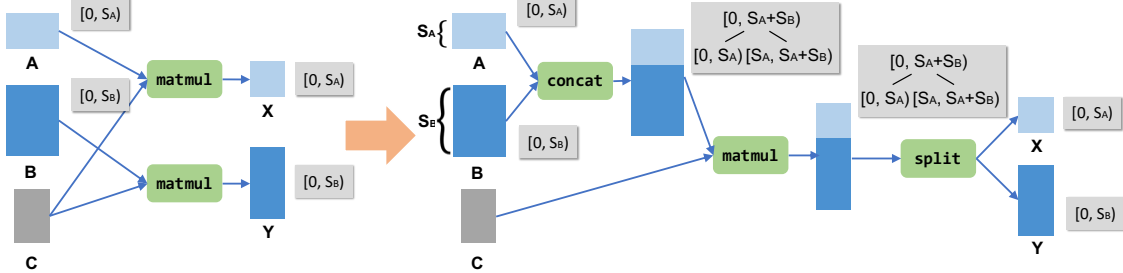 [0, SA)
A
matmul
[0, SA)
X
[0, SB)
B
matmul
[0, SB)
Y
C
SA{
[0, SA)
A
concat
[0, SA+SB)
[0, SA) [SA, SA+SB)
SB{
[0, SB)
B
matmul
[0, SA+SB)
[0, SA) [SA, SA+SB)
split
[0, SA)
X
[0, SB)
Y
C